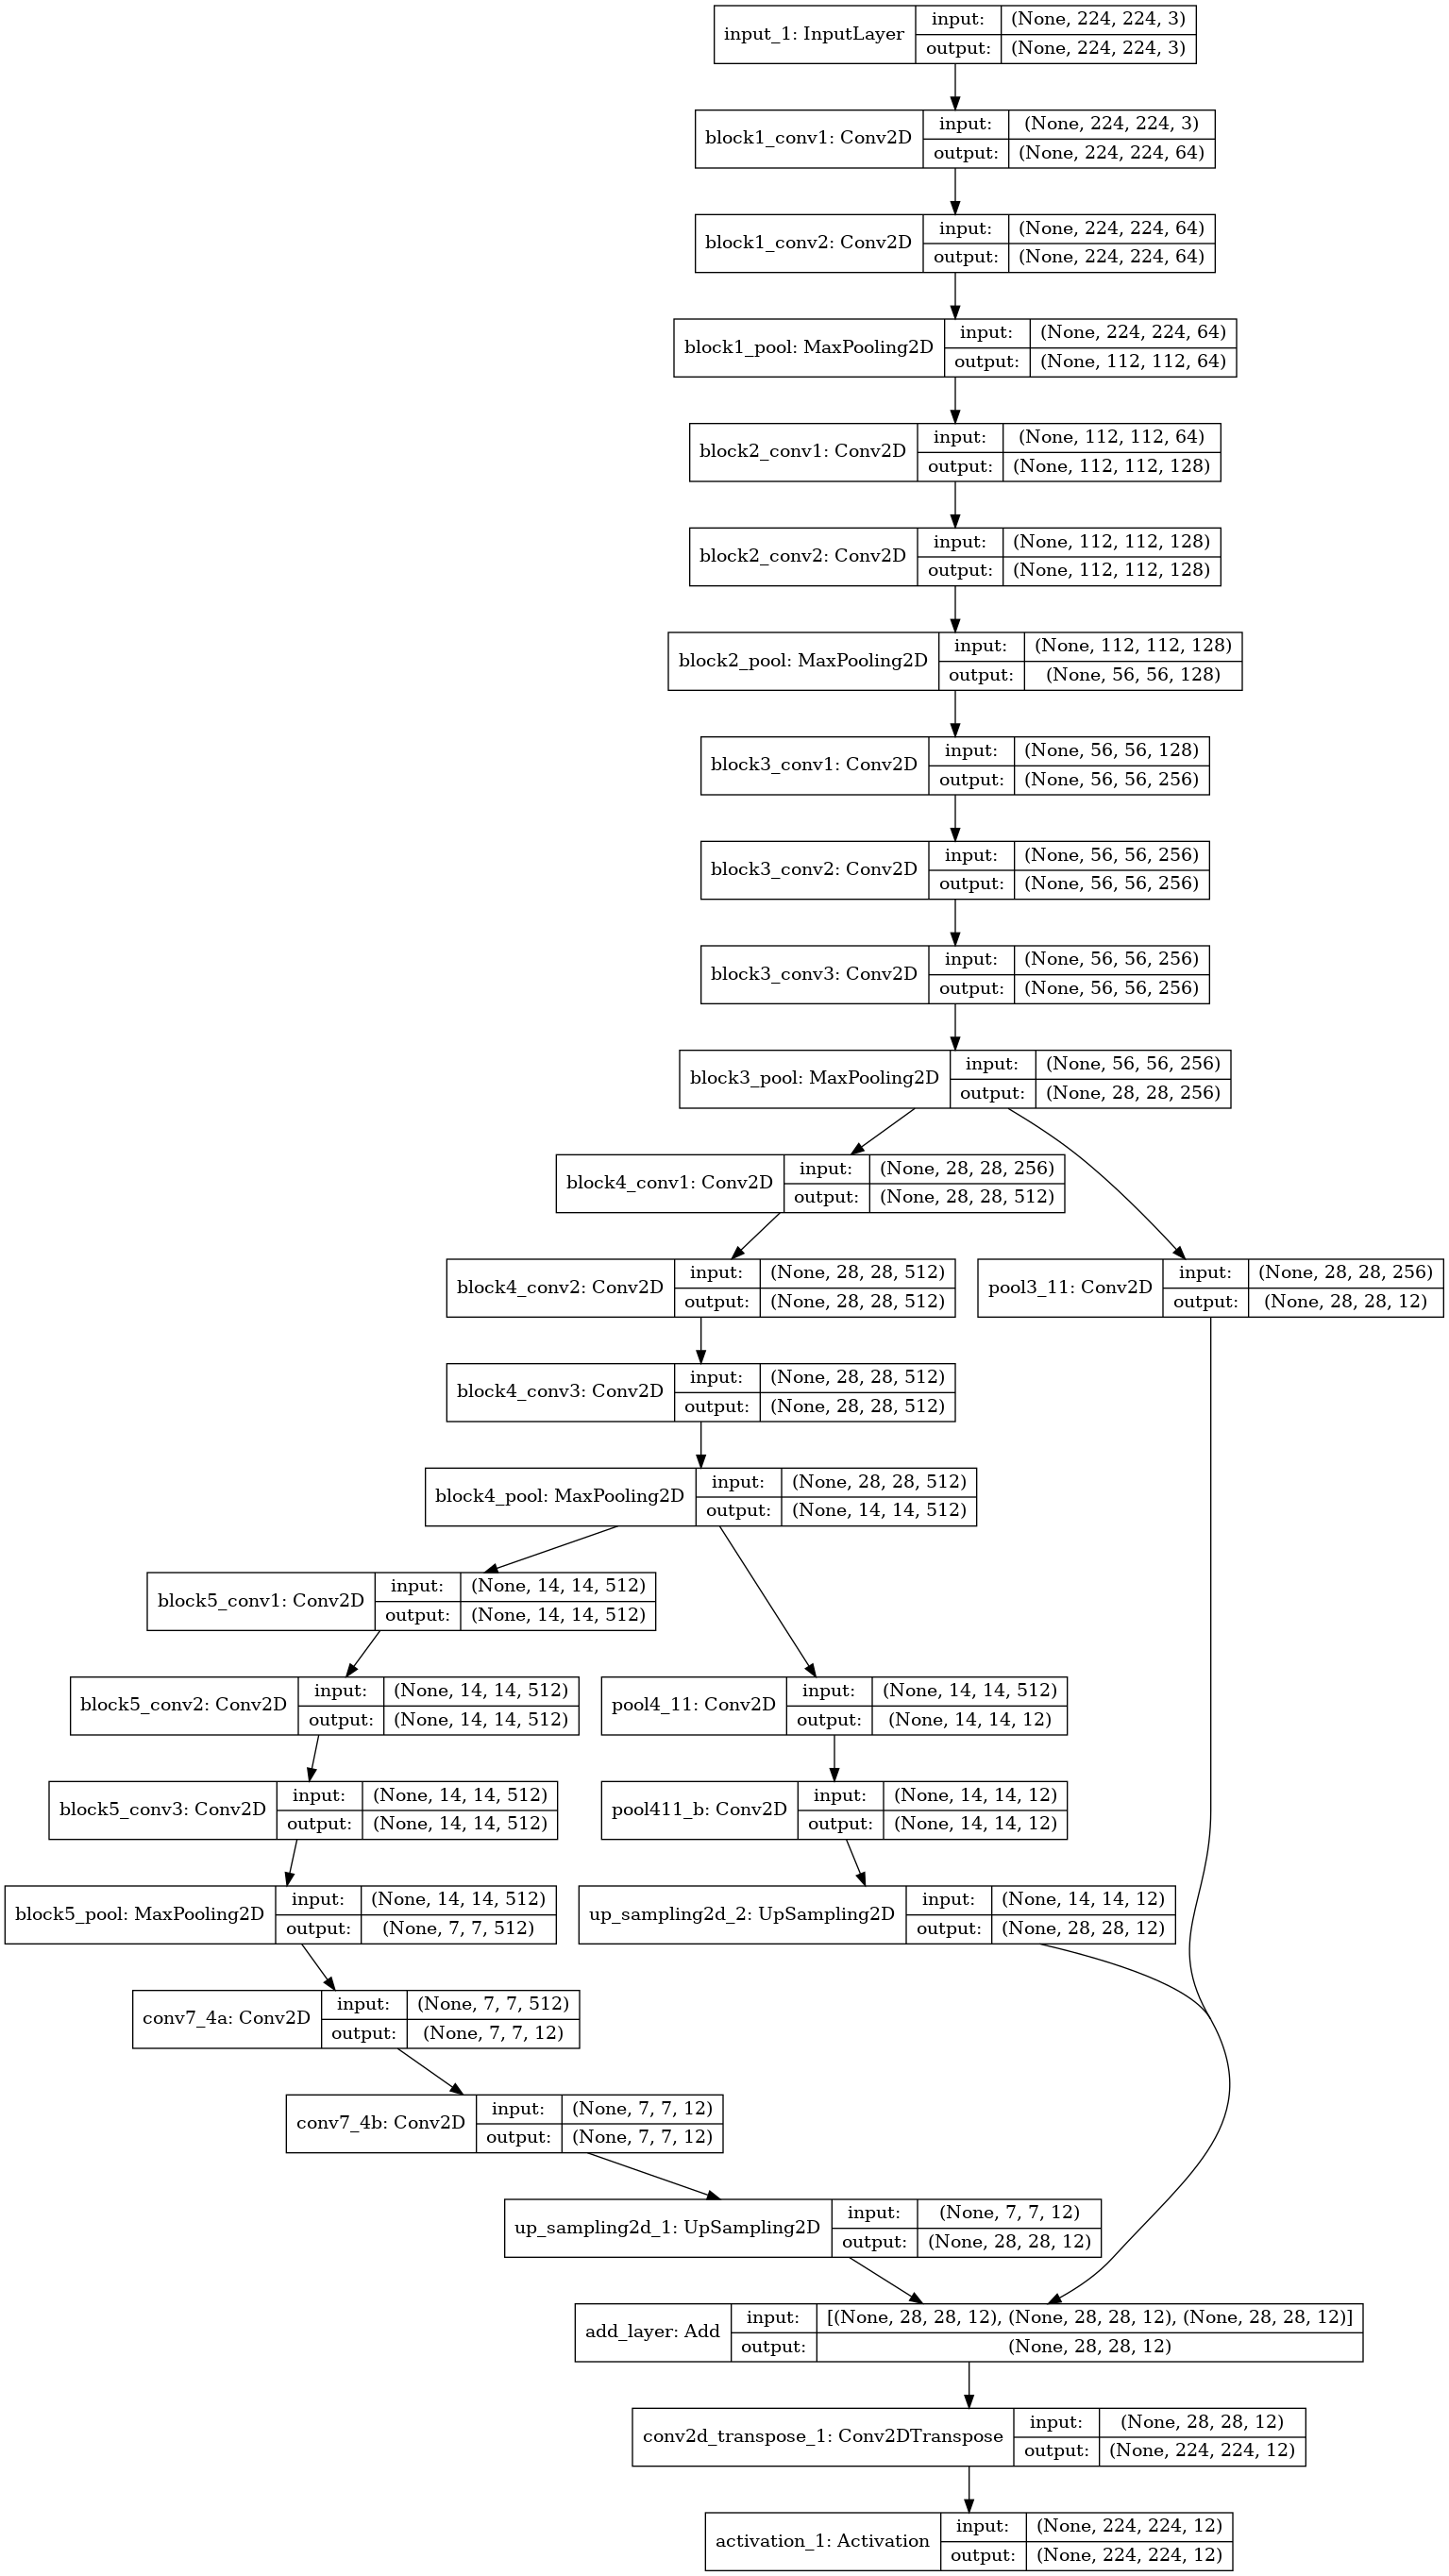 input_1: InputLayer
input: (None, 224, 224, 3)
output: (None, 224, 224, 3)
block1_conv1: Conv2D
input: (None, 224, 224, 3)
output: (None, 224, 224, 64)
block1_conv2: Conv2D
input: (None, 224, 224, 64)
output: (None, 224, 224, 64)
block1_pool: MaxPooling2D
input: (None, 224, 224, 64)
output: (None, 112, 112, 64)
block2_conv1: Conv2D
input: (None, 112, 112, 64)
output: (None, 112, 112, 128)
block2_conv2: Conv2D
input: (None, 112, 112, 128)
output: (None, 112, 112, 128)
block2_pool: MaxPooling2D
input: (None, 112, 112, 128)
output: (None, 56, 56, 128)
block3_conv1: Conv2D
input: (None, 56, 56, 128)
output: (None, 56, 56, 256)
block3_conv2: Conv2D
input: (None, 56, 56, 256)
output: (None, 56, 56, 256)
block3_conv3: Conv2D
input: (None, 56, 56, 256)
output: (None, 56, 56, 256)
block3_pool: MaxPooling2D
input: (None, 56, 56, 256)
output: (None, 28, 28, 256)
block4_conv1: Conv2D
input: (None, 28, 28, 256)
output: (None, 28, 28, 512)
block4_conv2: Conv2D
input: (None, 28, 28, 512)
output: (None, 28, 28, 512)
pool3_11: Conv2D
input: (None, 28, 28, 256)
output: (None, 28, 28, 12)
block4_conv3: Conv2D
input: (None, 28, 28, 512)
output: (None, 28, 28, 512)
block4_pool: MaxPooling2D
input: (None, 28, 28, 512)
output: (None, 14, 14, 512)
block5_conv1: Conv2D
input: (None, 14, 14, 512)
output: (None, 14, 14, 512)
block5_conv2: Conv2D
input: (None, 14, 14, 512)
output: (None, 14, 14, 512)
pool4_11: Conv2D
input: (None, 14, 14, 512)
output: (None, 14, 14, 12)
block5_conv3: Conv2D
input: (None, 14, 14, 512)
output: (None, 14, 14, 512)
pool411_b: Conv2D
input: (None, 14, 14, 12)
output: (None, 14, 14, 12)
block5_pool: MaxPooling2D
input: (None, 14, 14, 512)
output: (None, 7, 7, 512)
up_sampling2d_2: UpSampling2D
input: (None, 14, 14, 12)
output: (None, 28, 28, 12)
conv7_4a: Conv2D
input: (None, 7, 7, 512)
output: (None, 7, 7, 12)
conv7_4b: Conv2D
input: (None, 7, 7, 12)
output: (None, 7, 7, 12)
up_sampling2d_1: UpSampling2D
input: (None, 7, 7, 12)
output: (None, 28, 28, 12)
add_layer: Add
input: [(None, 28, 28, 12), (None, 28, 28, 12), (None, 28, 28, 12)]
output: (None, 28, 28, 12)
conv2d_transpose_1: Conv2DTranspose
input: (None, 28, 28, 12)
output: (None, 224, 224, 12)
activation_1: Activation
input: (None, 224, 224, 12)
output: (None, 224, 224, 12)